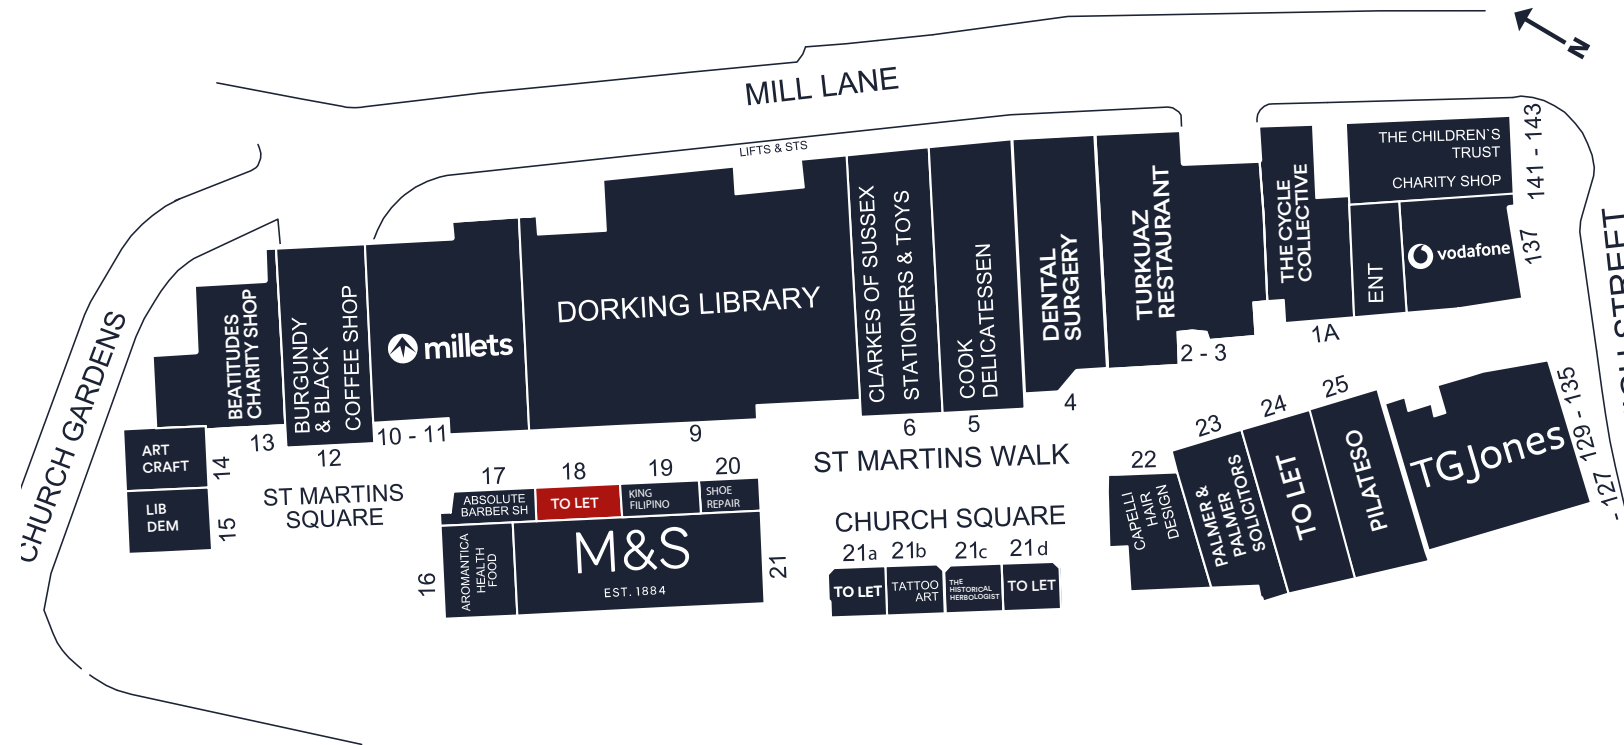 N
MILL LANE
LIFTS & STS
THE CHILDREN`S
TRUST
CHARITY SHOP
141 - 143
THE CYCLE
COLLECTIVE
ENT
vodafone
137
1A
TURKUAZ
RESTAURANT
2 - 3
DENTAL
SURGERY
4
COOK
DELICATESSEN
5
CLARKES OF SUSSEX
STATIONERS & TOYS
6
DORKING LIBRARY
9
millets
10 - 11
BURGUNDY
& BLACK
COFFEE SHOP
12
BEATITUDES
CHARITY SHOP
13
CHURCH GARDENS
ART
CRAFT
14
LIB
DEM
15
ST MARTINS
SQUARE
ST MARTINS WALK
17
18
19
20
ABSOLUTE
BARBER SH
TO LET
KING
FILIPINO
SHOE
REPAIR
16
AROMANTICA
HEALTH
FOOD
M&S
EST. 1884
21
CHURCH SQUARE
21a
21b
21c
21d
TO LET
TATTOO
ART
THE
HISTORICAL
HERBOLOGIST
TO LET
22
CAPELLI
HAIR
DESIGN
23
PALMER &
PALMER
SOLICITORS
24
TO LET
25
PILATESO
TGJones
129 - 135
- 127
STREET